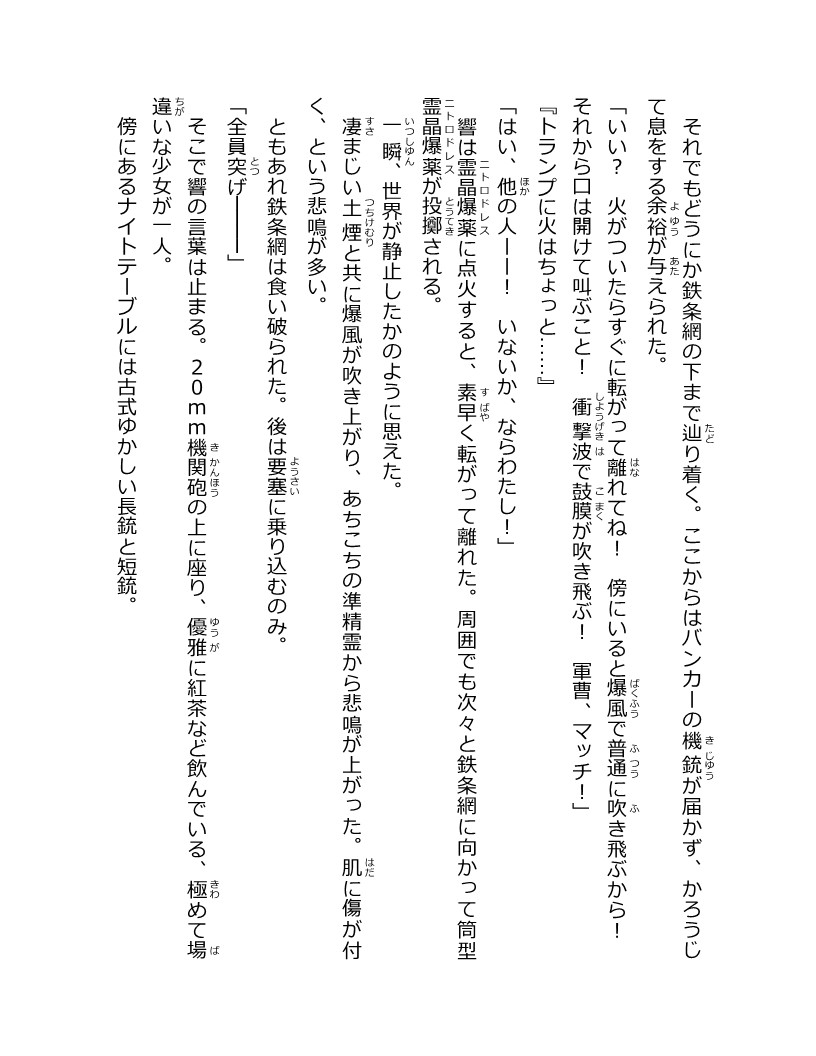 それでもどうにか鉄条網の下まで辿り着く。ここからはバンカーの機銃が届かず、かろうじ
て息をする余裕が与えられた。
「いい？　火がついたらすぐに転がって離れてね！　傍にいると爆風で普通に吹き飛ぶから！
それから口は開けて叫ぶこと！　衝撃波で鼓膜が吹き飛ぶ！　軍曹、マッチ！」
『トランプに火はちょっと……』
「はい、他の人ーー！　いないか、ならわたし！」
　響は霊晶爆薬に点火すると、素早く転がって離れた。周囲でも次々と鉄条網に向かって筒型
霊晶爆薬が投擲される。
　一瞬、世界が静止したかのように思えた。
　凄まじい土煙と共に爆風が吹き上がり、あちこちの準精霊から悲鳴が上がった。肌に傷が付
く、という悲鳴が多い。
　ともあれ鉄条網は食い破られた。後は要塞に乗り込むのみ。
「全員突げ――――」
　そこで響の言葉は止まる。20mm機関砲の上に座り、優雅に紅茶など飲んでいる、極めて場
違いな少女が一人。
　傍にあるナイトテーブルには古式ゆかしい長銃と短銃。